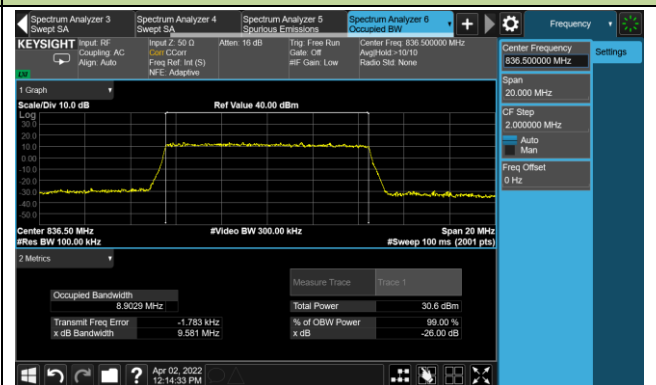 Spectrum Analyzer 3
Swept SA
Spectrum Analyzer 4
Swept SA
Spectrum Analyzer 5
Spurious Emissions
Spectrum Analyzer 6
Occupied BW
Frequency
KEYSIGHT
Input: RF
Coupling: AC
Align: Auto
Input Z: 50 Ω
Corr CCorr
Freq Ref: Int (S)
NFE: Adaptive
Atten: 16 dB
Trig: Free Run
Gate: Off
#IF Gain: Low
Center Freq: 836.500000 MHz
Avg|Hold:>10/10
Radio Std: None
Center Frequency
836.500000 MHz
Settings
Span
20.000 MHz
CF Step
2.000000 MHz
Auto
Man
Freq Offset
0 Hz
1 Graph
Scale/Div 10.0 dB
Ref Value 40.00 dBm
Log
30.0
20.0
10.0
0.00
-10.0
-20.0
-30.0
-40.0
-50.0
Center 836.50 MHz
#Video BW 300.00 kHz
Span 20 MHz
#Res BW 100.00 kHz
#Sweep 100 ms (2001 pts)
2 Metrics
Measure Trace
Trace 1
Occupied Bandwidth
8.9029 MHz
Total Power
30.6 dBm
Transmit Freq Error
-1.783 kHz
% of OBW Power
99.00 %
x dB Bandwidth
9.581 MHz
x dB
-26.00 dB
Apr 02, 2022
12:14:33 PM